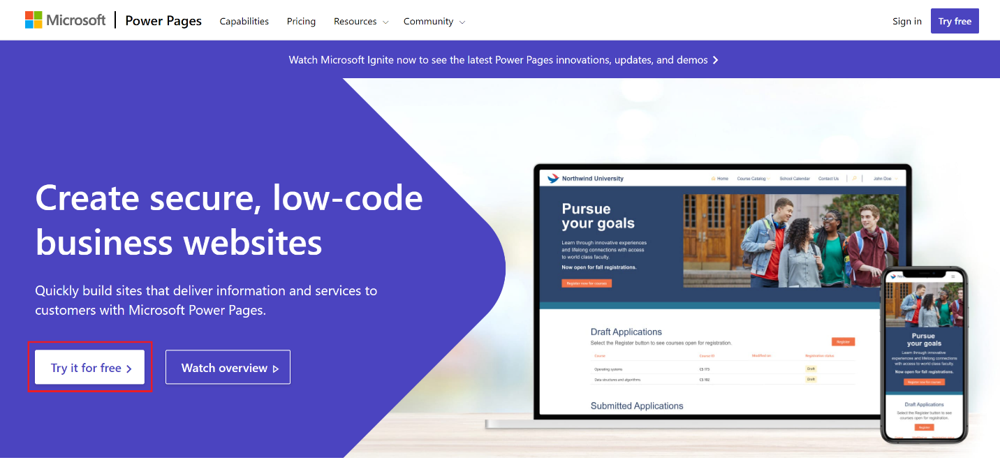 Microsoft | Power Pages Capabilities Pricing Resources Community Sign in Try free
Watch Microsoft Ignite now to see the latest Power Pages innovations, updates, and demos
Create secure, low-code
business websites
Quickly build sites that deliver information and services to
customers with Microsoft Power Pages.
Try it for free
Watch overview
Northwind University Home Course Catalog School Calendar Contact Us John Doe
Pursue
your goals
Learn through innovative experiences
and lifelong connections with access
to world class faculty.
Now open for fall registrations.
Register now for courses
Draft Applications
Select the Register button to see courses open for registration.
Register
Course Course ID Modified on Registration status
Operating systems CS 173 Draft
Data structures and algorithms CS 182 Draft
Submitted Applications
Pursue
your goals
Learn through innovative experiences
and lifelong connections with access
to world class faculty.
Now open for fall registrations.
Register now for courses
Draft Applications
Select the Register button to see
courses open for registration.
Register